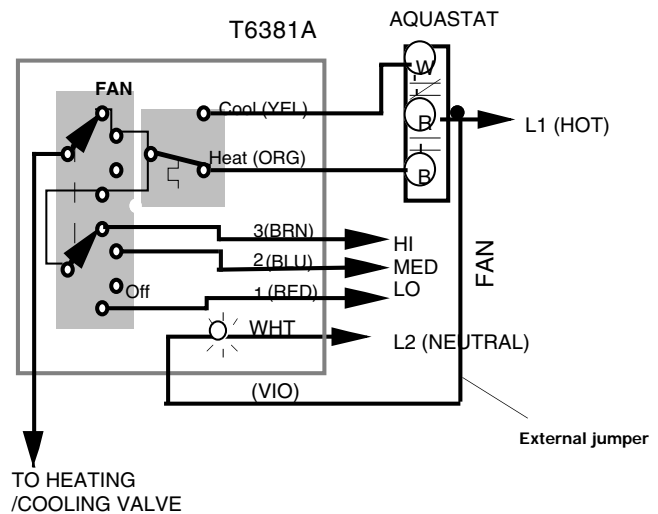 AQUASTAT
T6381A
FAN
W
Cool (YEL)
R
L1 (HOT)
Heat (ORG)
B
3(BRN)
HI
2 (BLU)
MED
FAN
Off
1 (RED)
LO
WHT
L2 (NEUTRAL)
(VIO)
External jumper
TO HEATING
/COOLING VALVE